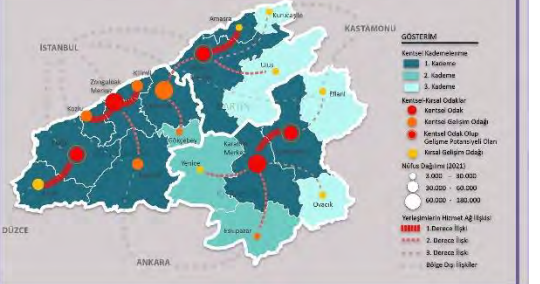 KASTAMONU
İSTANBUL
DÜZCE
ANKARA
Amasra
Kurucaşile
Ulus
Eflani
Kilimli
Zonguldak
Merkez
Kozlu
Gökçebey
Yenice
Karabük
Merkez
Ovacık
Eskipazar
GÖSTERİM
Kentsel Kademelenme
1. Kademe
2. Kademe
3. Kademe
Kentsel-Kırsal Odaklar
Kentsel Odak
Kentsel Gelişim Odağı
Kentsel Odak Olup
Gelişme Potansiyeli Olan
Kırsal Gelişim Odağı
Nüfus Dağılımı (2021)
3.000 - 30.000
30.000 - 60.000
60.000 - 180.000
Yerleşimlerin Hizmet Ağ İlişkisi
1.Derece İlişki
2. Derece İlişki
3. Derece İlişki
Bölge Dışı İlişkiler